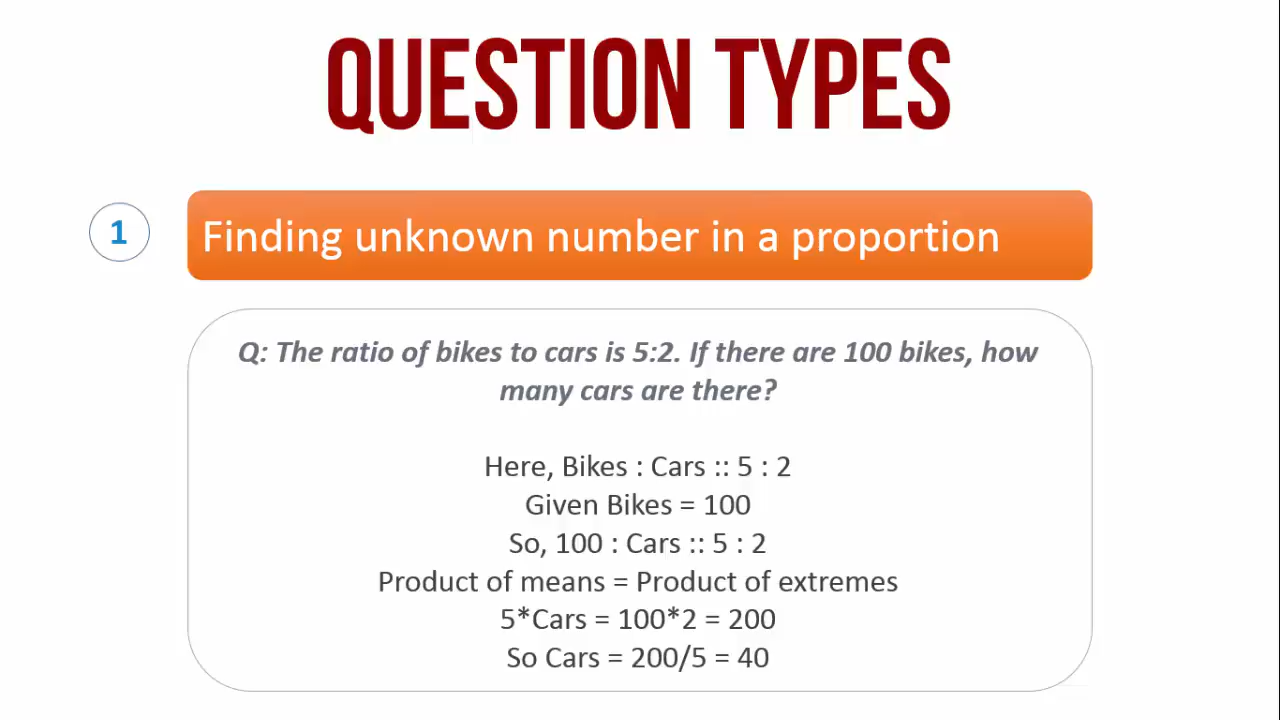 QUESTION TYPES
1
Finding unknown number in a proportion
Q: The ratio of bikes to cars is 5:2. If there are 100 bikes, how
many cars are there?
Here, Bikes : Cars :: 5 : 2
Given Bikes = 100
So, 100 : Cars :: 5 : 2
Product of means = Product of extremes
5*Cars = 100*2 = 200
So Cars = 200/5 = 40